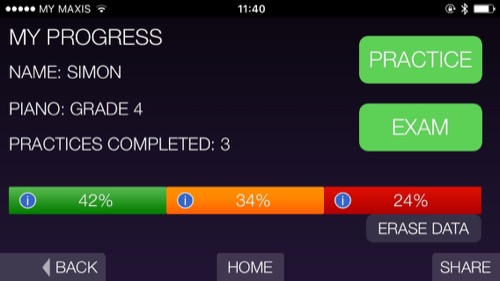 MY MAXIS
11:40
MY PROGRESS
NAME: SIMON
PIANO: GRADE 4
PRACTICES COMPLETED: 3
PRACTICE
EXAM
i 42% i 34% i 24%
ERASE DATA
BACK HOME SHARE